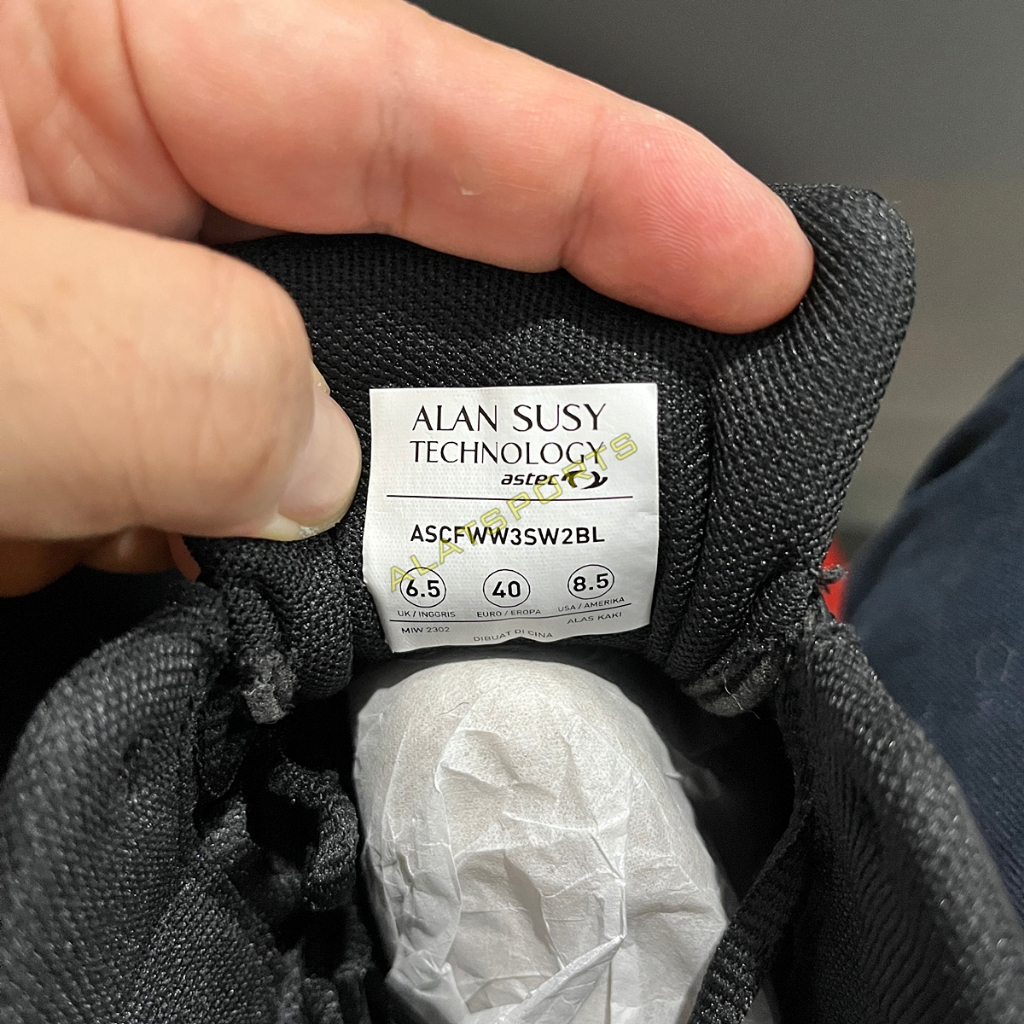 ALAN SUSY
TECHNOLOGY
astec
ASCFWW3SW2BL
6.5 40 8.5
UK / INGGRIS EURO / EROPA USA / AMERIKA
MIW 2302 DIBUAT DI CINA ALAS KAKI
ALATSPORTS